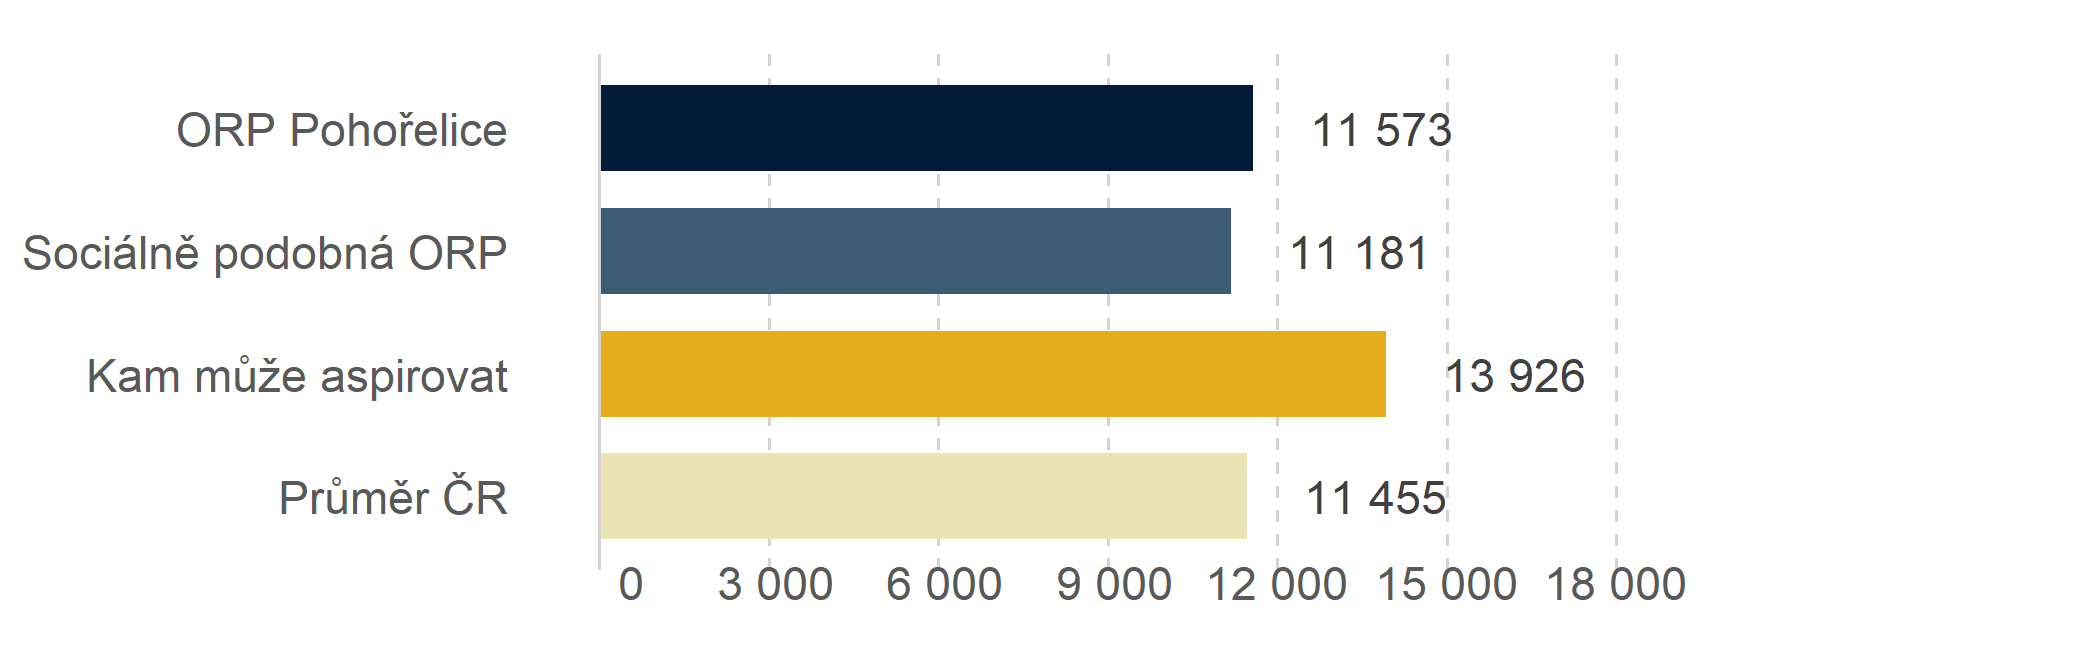 ORP Pohořelice 11 573
Sociálně podobná ORP 11 181
Kam může aspirovat 13 926
Průměr ČR 11 455
0 3 000 6 000 9 000 12 000 15 000 18 000